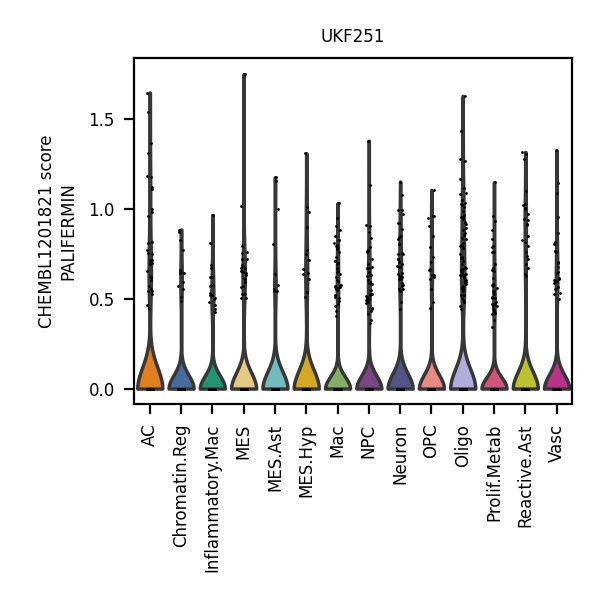 UKF251
CHEMBL1201821 score
PALIFERMIN
1.5
1.0
0.5
0.0
AC
Chromatin.Reg
Inflammatory.Mac
MES
MES.Ast
MES.Hyp
Mac
NPC
Neuron
OPC
Oligo
Prolif.Metab
Reactive.Ast
Vasc